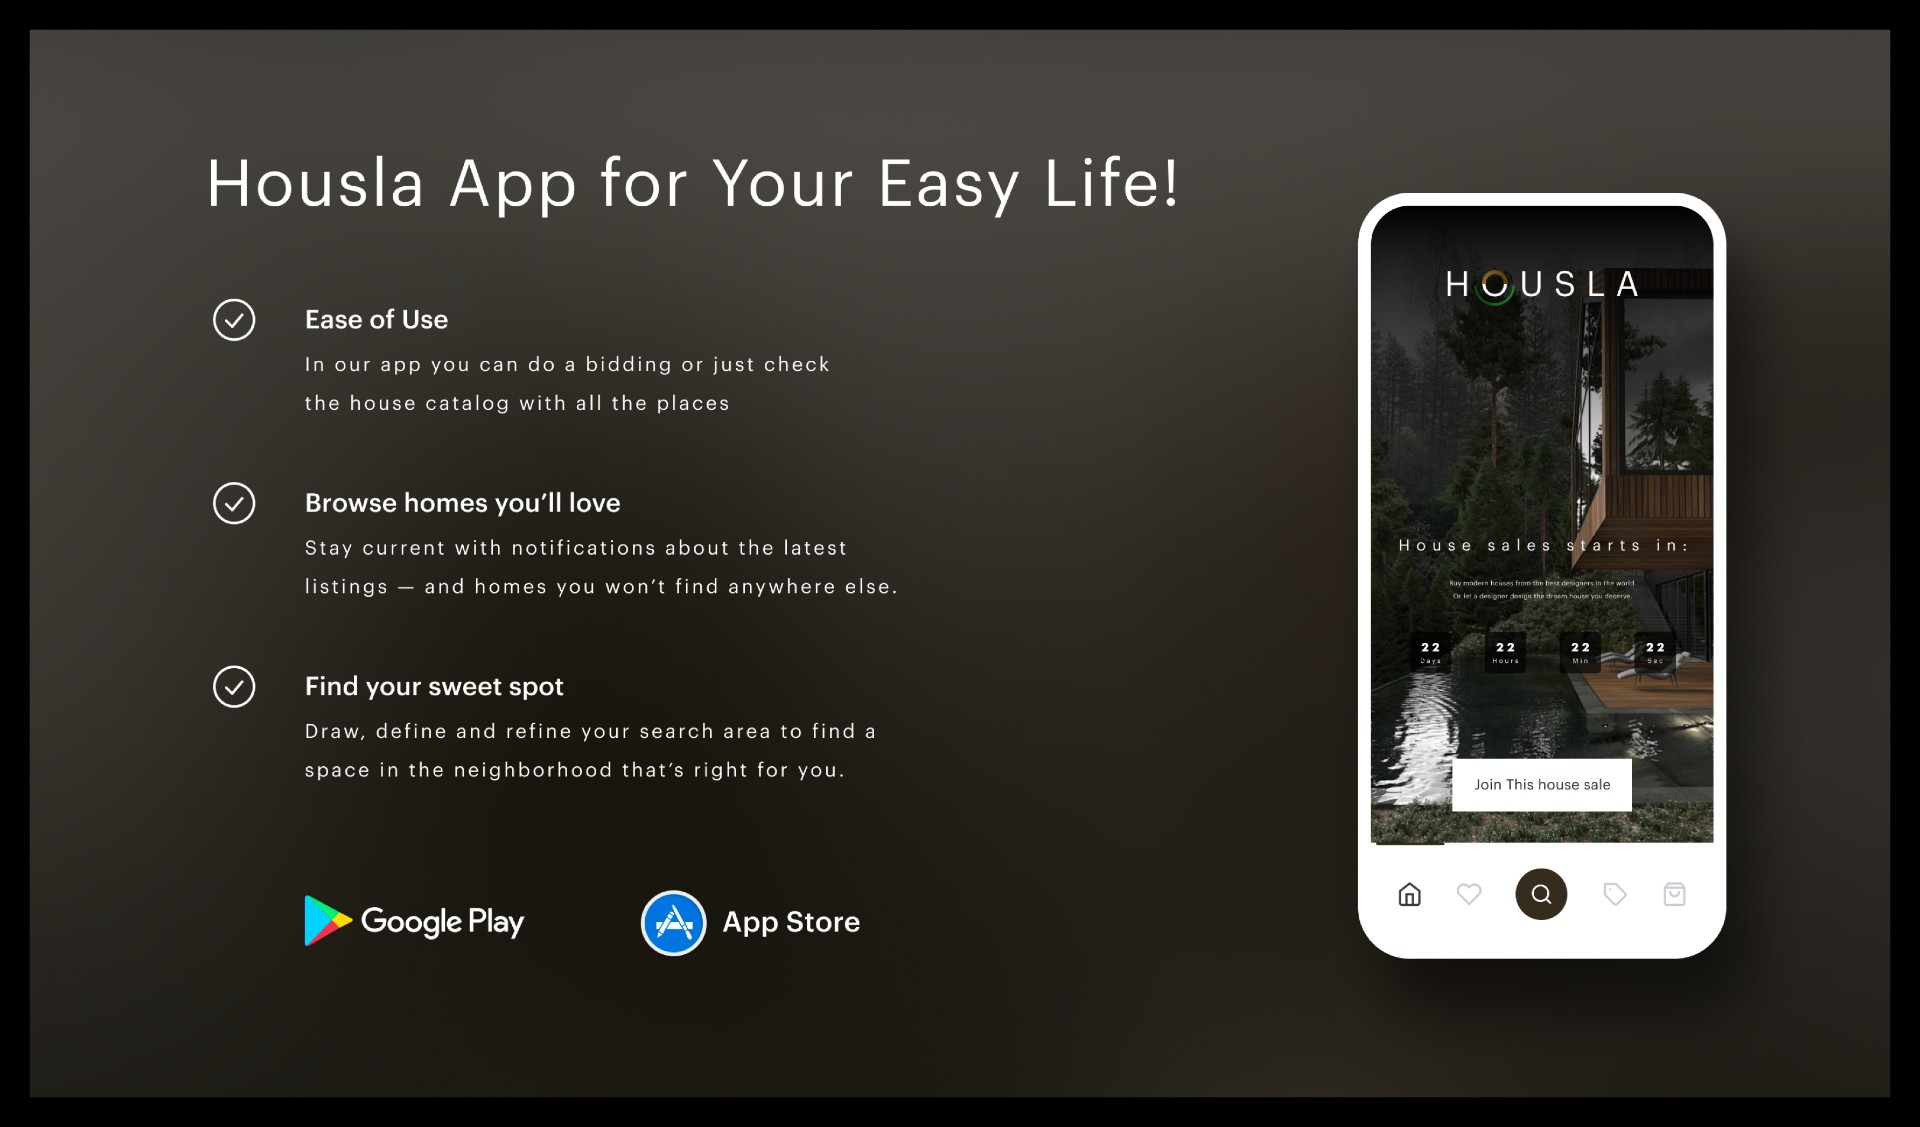 Housla App for Your Easy Life!
Ease of Use
In our app you can do a bidding or just check
the house catalog with all the places
Browse homes you’ll love
Stay current with notifications about the latest
listings — and homes you won’t find anywhere else.
Find your sweet spot
Draw, define and refine your search area to find a
space in the neighborhood that’s right for you.
Google Play
App Store
HOUSLA
House sales starts in:
Buy modern houses from the best designers in the world.
Or let a designer design the dream house you deserve.
22 22 22 22
Days Hours Min Sec
Join This house sale